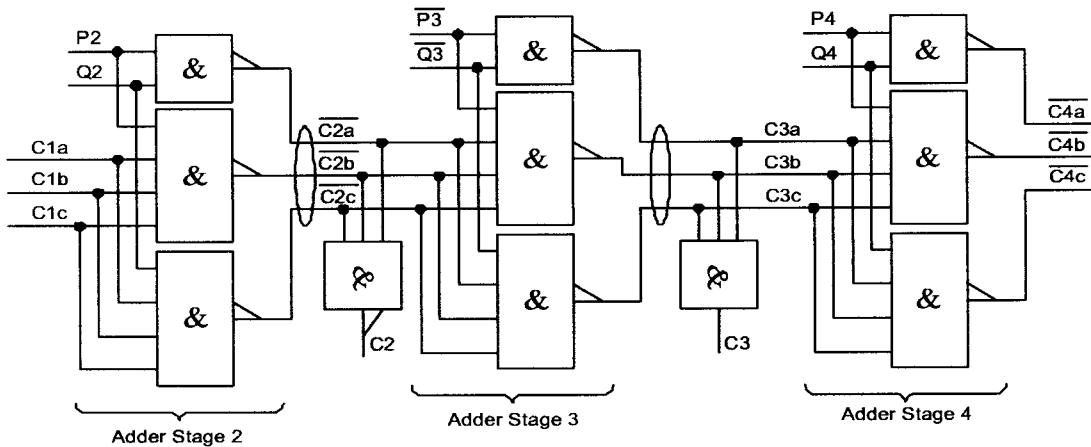 P2
Q2
C1a
C1b
C1c
&
&
&
C2a
C2b
C2c
&
C2
Adder Stage 2
P3
Q3
&
&
&
C3a
C3b
C3c
&
C3
Adder Stage 3
P4
Q4
&
&
&
C4a
C4b
C4c
Adder Stage 4